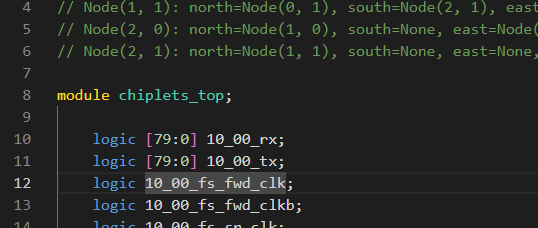 4 // Node(1, 1): north=Node(0, 1), south=Node(2, 1), east
5 // Node(2, 0): north=Node(1, 0), south=None, east=Node(
6 // Node(2, 1): north=Node(1, 1), south=None, east=None,
7
8 module chiplets_top;
9
10 logic [79:0] 10_00_rx;
11 logic [79:0] 10_00_tx;
12 logic 10_00_fs_fwd_clk;
13 logic 10_00_fs_fwd_clkb;
14 logic 10_00_fs_sr_clk;